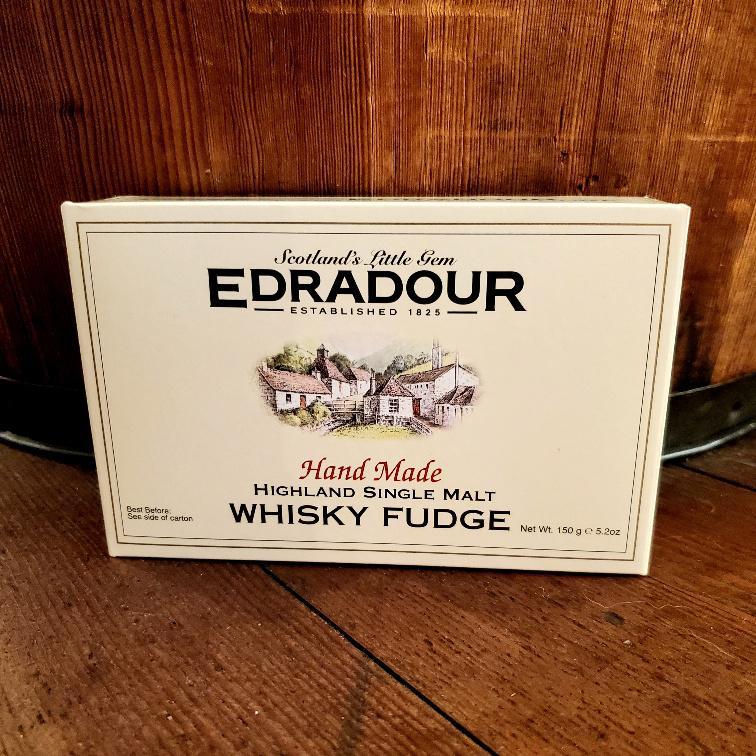 Scotland's Little Gem
EDRADOUR
ESTABLISHED 1825
Hand Made
HIGHLAND SINGLE MALT
WHISKY FUDGE
Best Before:
See side of carton
Net Wt. 150 g ℮ 5.2oz